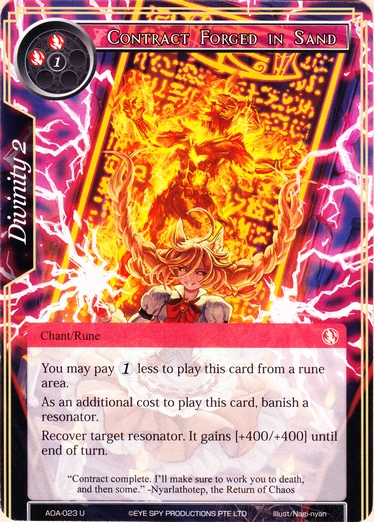 Contract Forged in Sand
1
Divinity 2
Chant/Rune
You may pay 1 less to play this card from a rune
area.
As an additional cost to play this card, banish a
resonator.
Recover target resonator. It gains [+400/+400] until
end of turn.
“Contract complete. I'll make sure to work you to death,
and then some.” -Nyarlathotep, the Return of Chaos
AOA-023 U
©EYE SPY PRODUCTIONS PTE LTD
Illust/Nagi-nyan